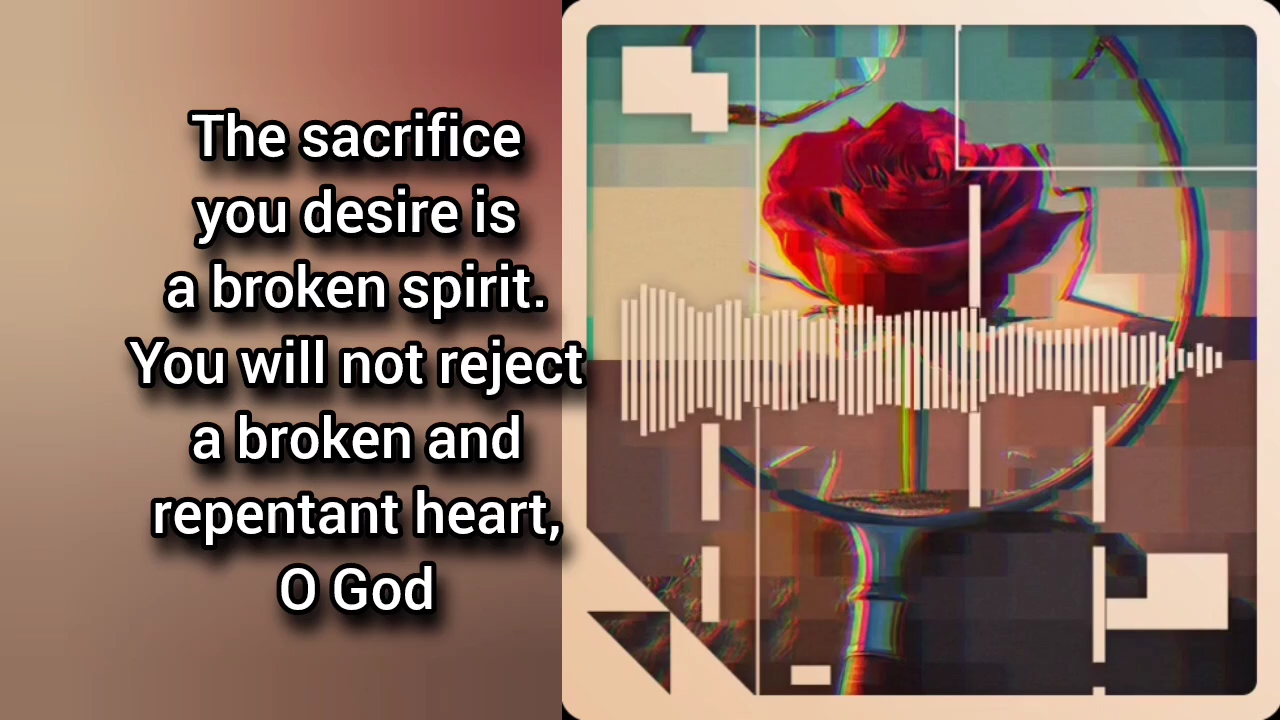 The sacrifice
you desire is
a broken spirit.
You will not reject
a broken and
repentant heart,
O God